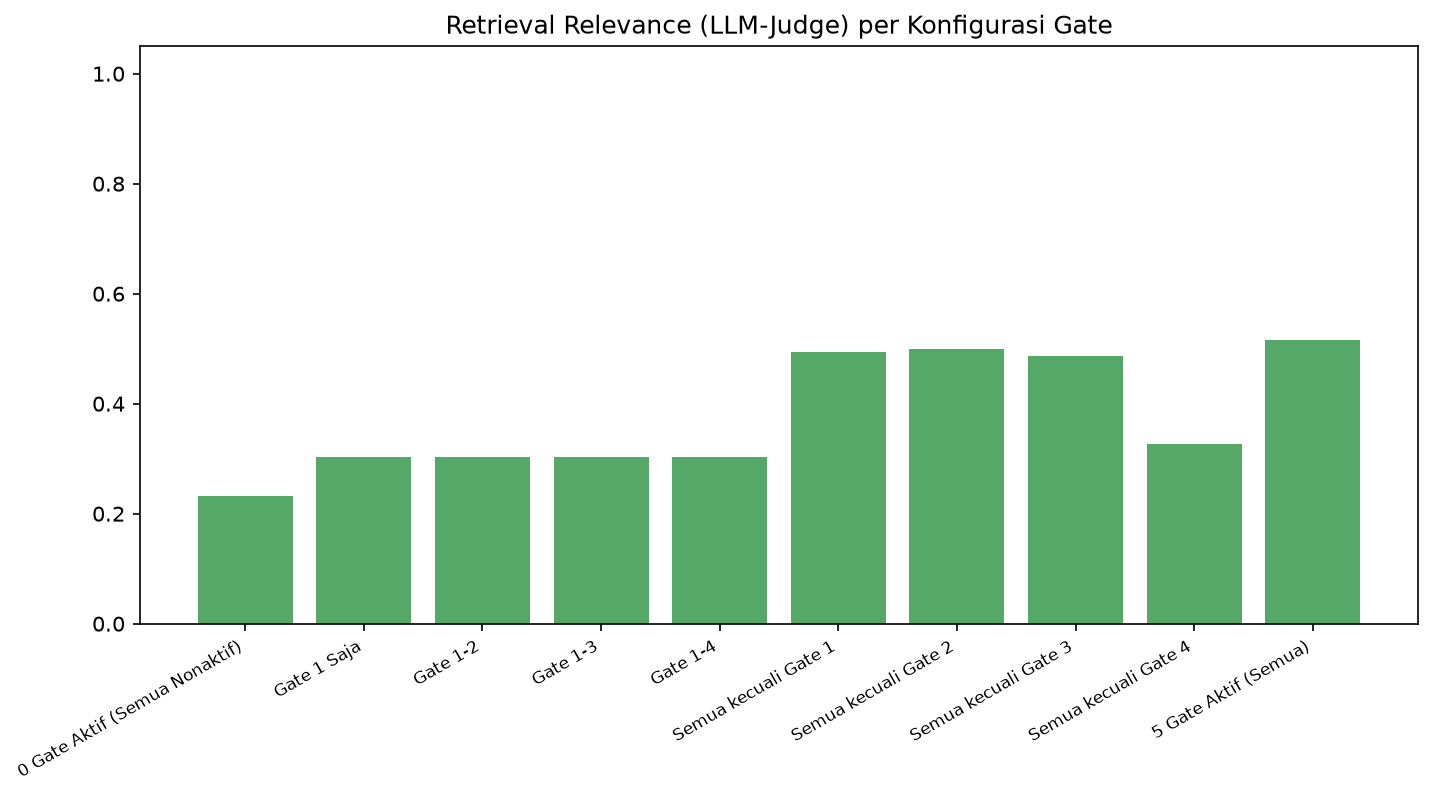 Retrieval Relevance (LLM-Judge) per Konfigurasi Gate
1.0
0.8
0.6
0.4
0.2
0.0
0 Gate Aktif (Semua Nonaktif)
Gate 1 Saja
Gate 1-2
Gate 1-3
Gate 1-4
Semua kecuali Gate 1
Semua kecuali Gate 2
Semua kecuali Gate 3
Semua kecuali Gate 4
5 Gate Aktif (Semua)